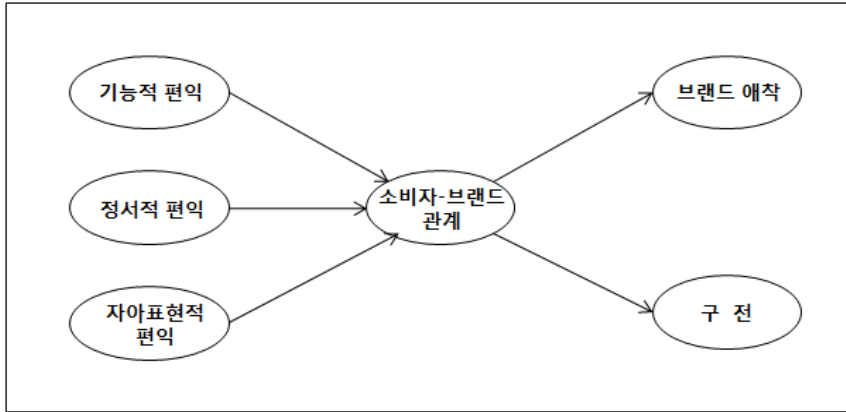 기능적 편익
브랜드 애착
정서적 편익
소비자-브랜드
관계
자아표현적
편익
구 전